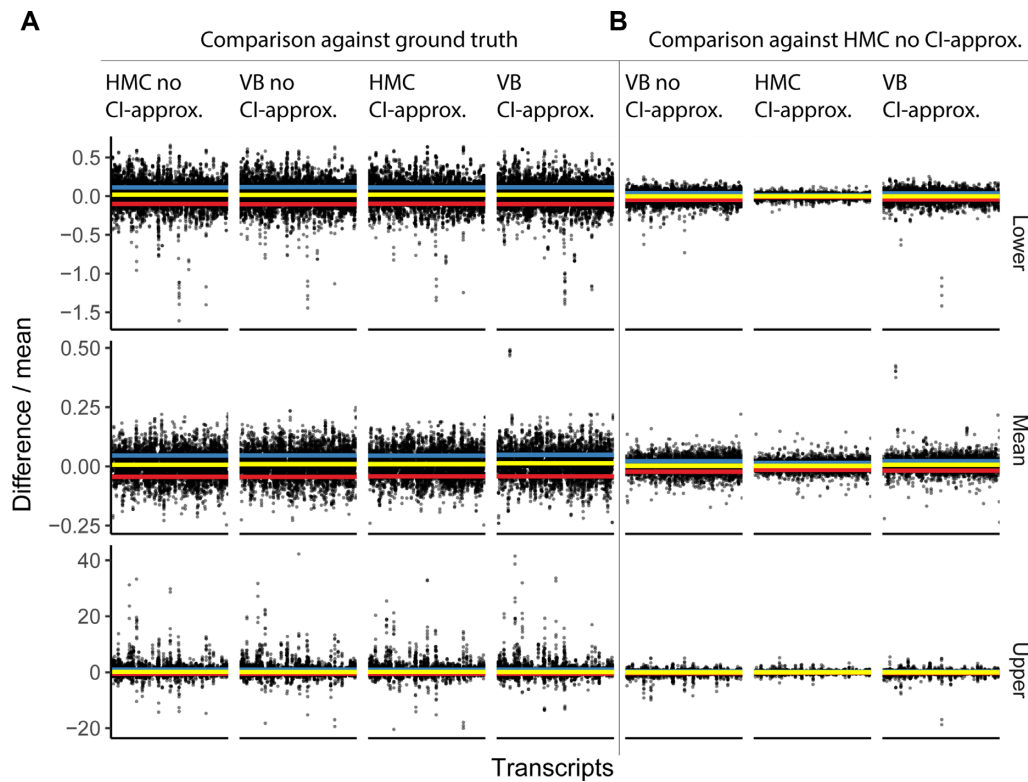 A
B
Comparison against ground truth
Comparison against HMC no CI-approx.
HMC no
CI-approx.
VB no
CI-approx.
HMC
CI-approx.
VB
CI-approx.
VB no
CI-approx.
HMC
CI-approx.
VB
CI-approx.
Difference / mean
0.5
0.0
−0.5
−1.0
−1.5
Lower
0.50
0.25
0.00
−0.25
Mean
40
20
0
−20
Upper
Transcripts